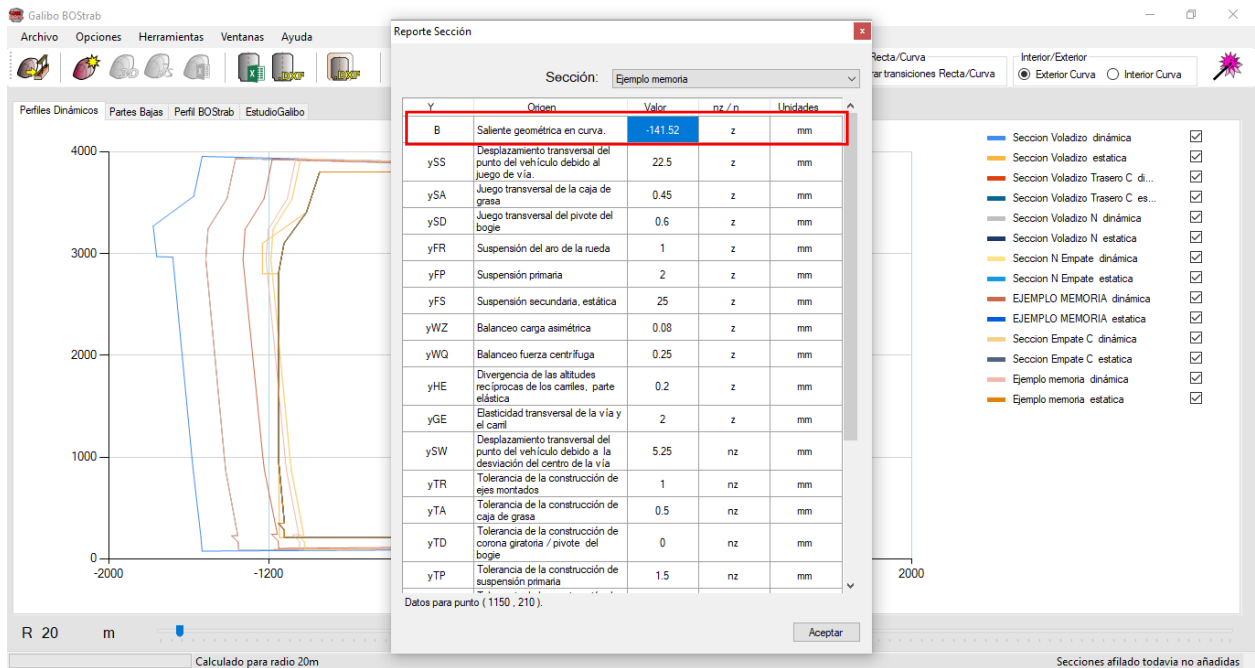 Galibo BOStrab
Archivo Opciones Herramientas Ventanas Ayuda
DXF DXF
Recta/Curva
rar transiciones Recta/Curva
Interior/Exterior
Exterior Curva Interior Curva
Perfiles Dinámicos Partes Bajas Perfil BOStrab EstudioGalibo
4000
3000
2000
1000
0
-2000 -1200 2000
Reporte Sección
Sección: Ejemplo memoria
Y Origen Valor nz / n Unidades
B Saliente geométrica en curva. -141.52 z mm
ySS Desplazamiento transversal del punto del vehículo debido al juego de vía. 22.5 z mm
ySA Juego transversal de la caja de grasa 0.45 z mm
ySD Juego transversal del pivote del bogie 0.6 z mm
yFR Suspensión del aro de la rueda 1 z mm
yFP Suspensión primaria 2 z mm
yFS Suspensión secundaria, estática 25 z mm
yWZ Balanceo carga asimétrica 0.08 z mm
yWQ Balanceo fuerza centrífuga 0.25 z mm
yHE Divergencia de las altitudes recíprocas de los carriles, parte elástica 0.2 z mm
yGE Elasticidad transversal de la vía y el carril 2 z mm
ySW Desplazamiento transversal del punto del vehículo debido a la desviación del centro de la vía 5.25 nz mm
yTR Tolerancia de la construcción de ejes montados 1 nz mm
yTA Tolerancia de la construcción de caja de grasa 0.5 nz mm
yTD Tolerancia de la construcción de corona giratoria / pivote del bogie 0 nz mm
yTP Tolerancia de la construcción de suspensión primaria 1.5 nz mm
Datos para punto ( 1150 , 210 ).
Aceptar
Seccion Voladizo dinámica
Seccion Voladizo estatica
Seccion Voladizo Trasero C di...
Seccion Voladizo Trasero C es...
Seccion Voladizo N dinámica
Seccion Voladizo N estatica
Seccion N Empate dinámica
Seccion N Empate estatica
EJEMPLO MEMORIA dinámica
EJEMPLO MEMORIA estatica
Seccion Empate C dinámica
Seccion Empate C estatica
Ejemplo memoria dinámica
Ejemplo memoria estatica
R 20 m
Calculado para radio 20m
Secciones afilado todavia no añadidas